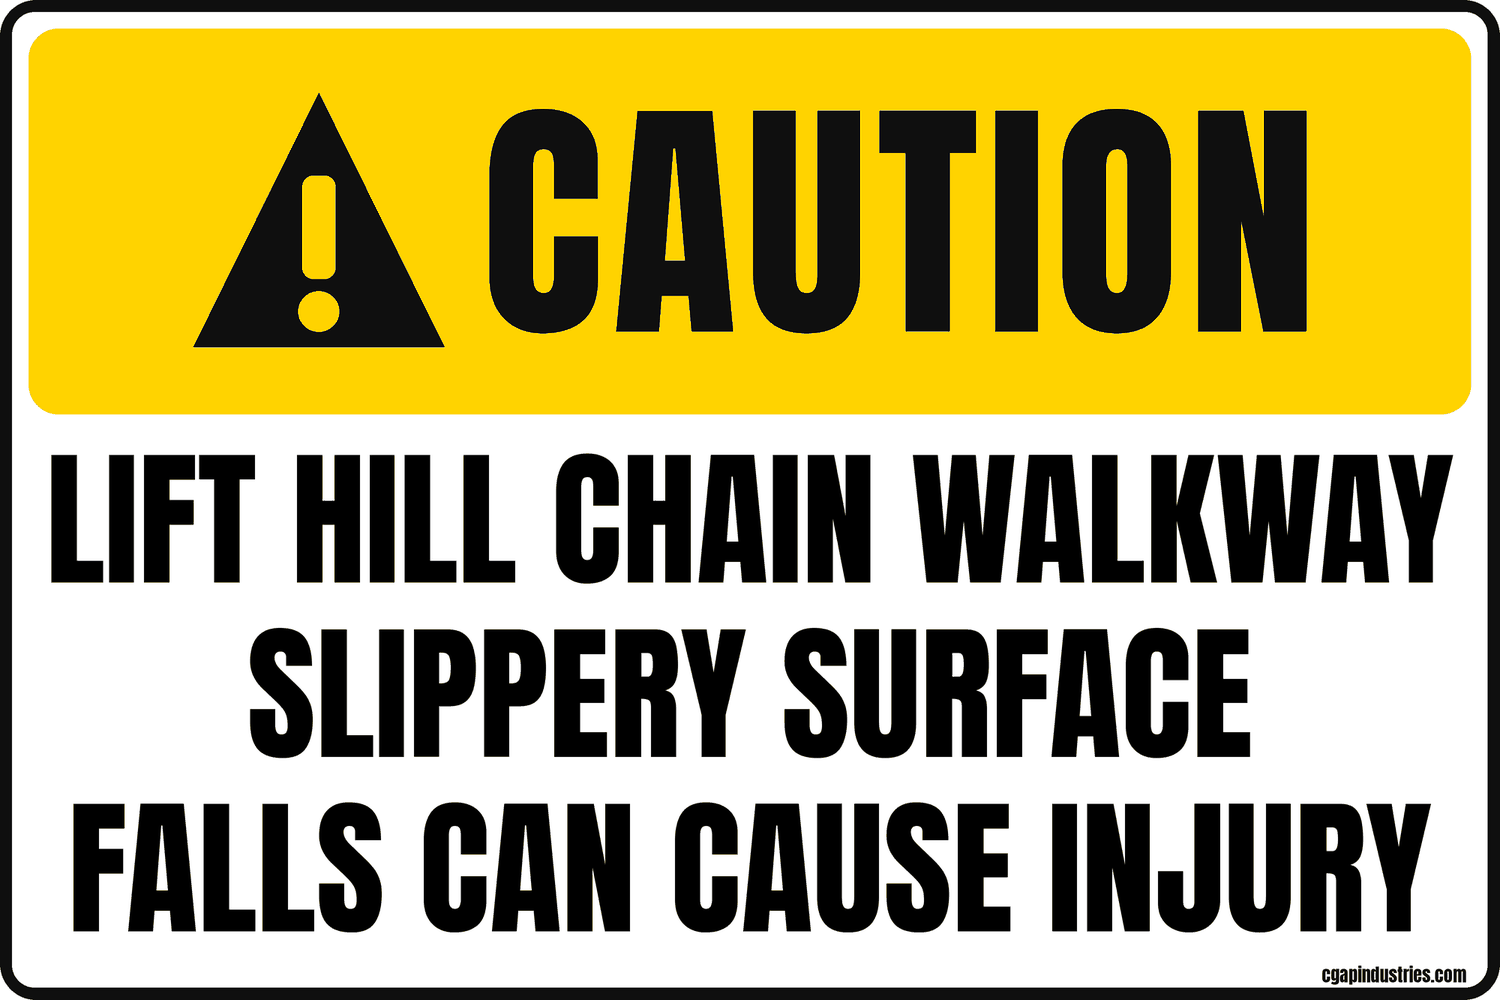 CAUTION
LIFT HILL CHAIN WALKWAY
SLIPPERY SURFACE
FALLS CAN CAUSE INJURY
cgapindustries.com